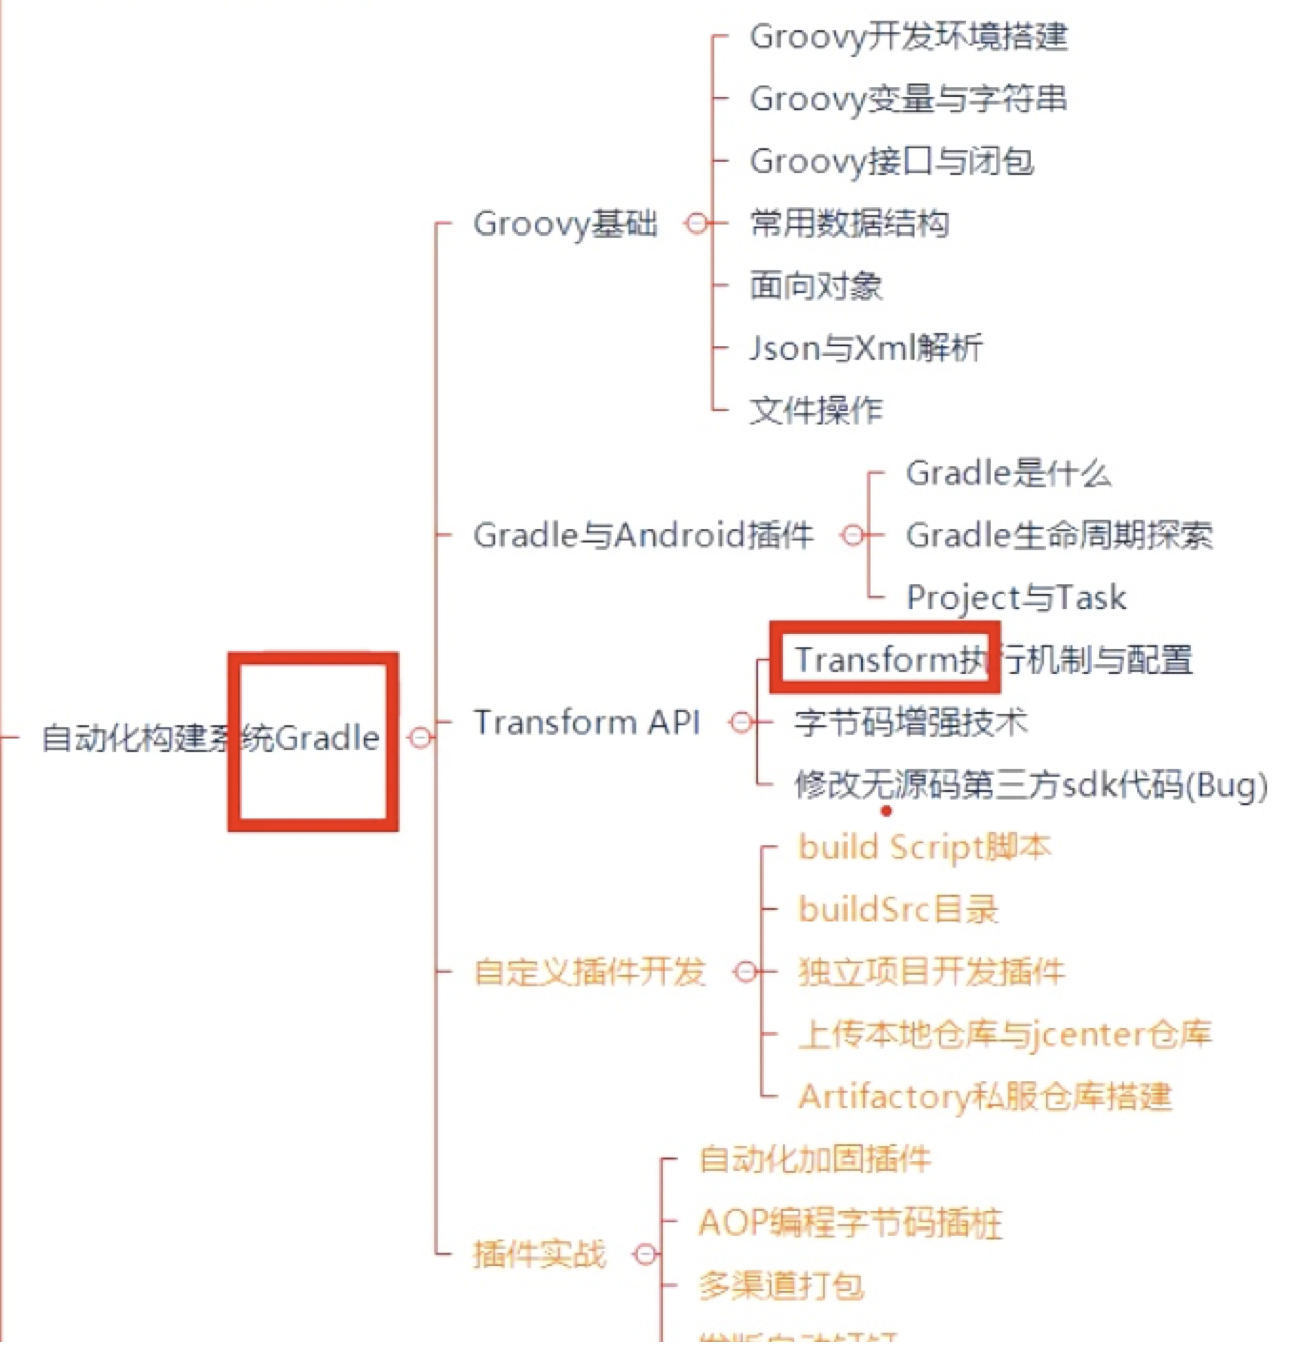 Groovy开发环境搭建
Groovy变量与字符串
Groovy接口与闭包
Groovy基础
常用数据结构
面向对象
Json与Xml解析
文件操作
Gradle是什么
Gradle与Android插件
Gradle生命周期探索
Project与Task
Transform执行机制与配置
自动化构建系统Gradle
Transform API
字节码增强技术
修改无源码第三方sdk代码(Bug)
build Script脚本
buildSrc目录
自定义插件开发
独立项目开发插件
上传本地仓库与jcenter仓库
Artifactory私服仓库搭建
自动化加固插件
AOP编程字节码插桩
插件实战
多渠道打包